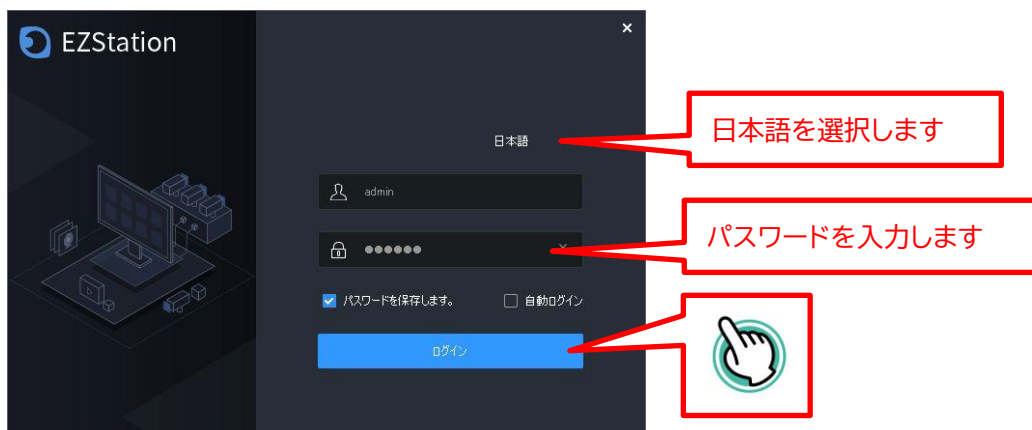 EZStation
日本語
日本語を選択します
admin
●●●●●●
パスワードを入力します
パスワードを保存します。
自動ログイン
ログイン